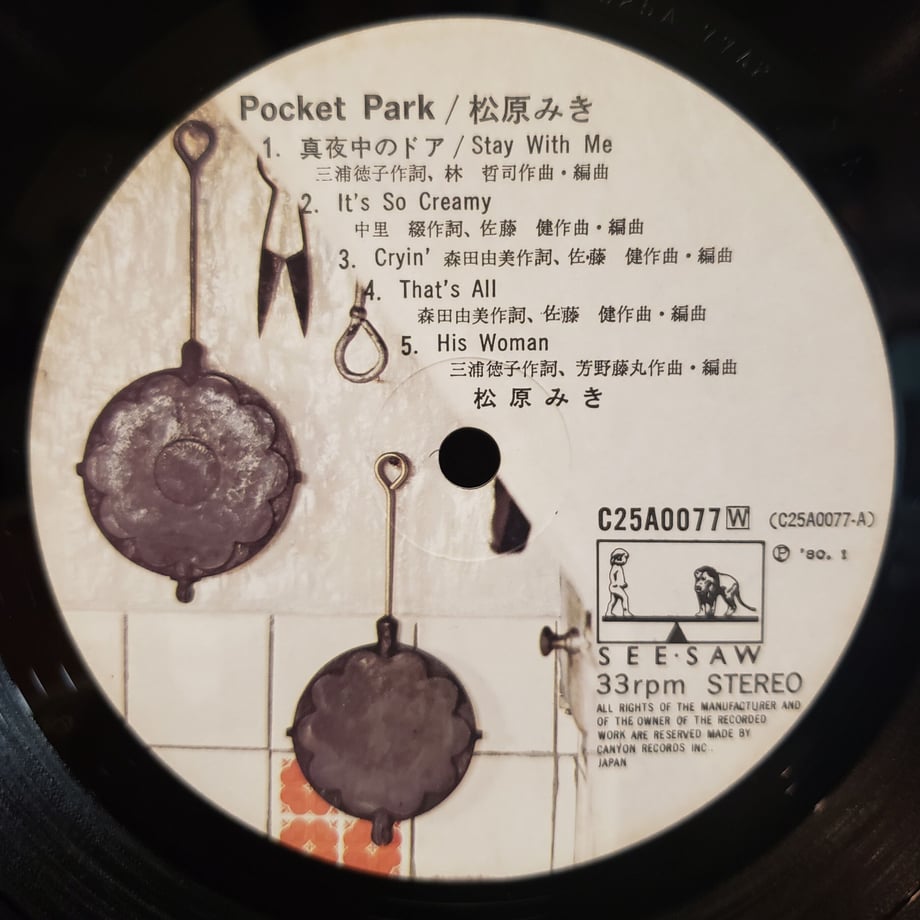 Pocket Park / 松原みき
1. 真夜中のドア / Stay With Me
三浦徳子作詞、林 哲司作曲・編曲
2. It's So Creamy
中里 綴作詞、佐藤 健作曲・編曲
3. Cryin' 森田由美作詞、佐藤 健作曲・編曲
4. That's All
森田由美作詞、佐藤 健作曲・編曲
5. His Woman
三浦徳子作詞、芳野藤丸作曲・編曲
松原みき
C25A0077 W (C25A0077-A)
Ⓟ '80. 1
SEE・SAW
33rpm STEREO
ALL RIGHTS OF THE MANUFACTURER AND
OF THE OWNER OF THE RECORDED
WORK ARE RESERVED MADE BY
CANYON RECORDS INC..
JAPAN